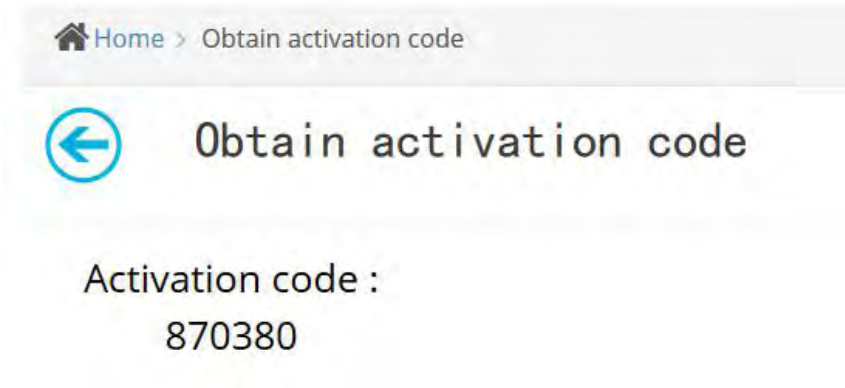 Home > Obtain activation code
Obtain activation code
Activation code :
870380